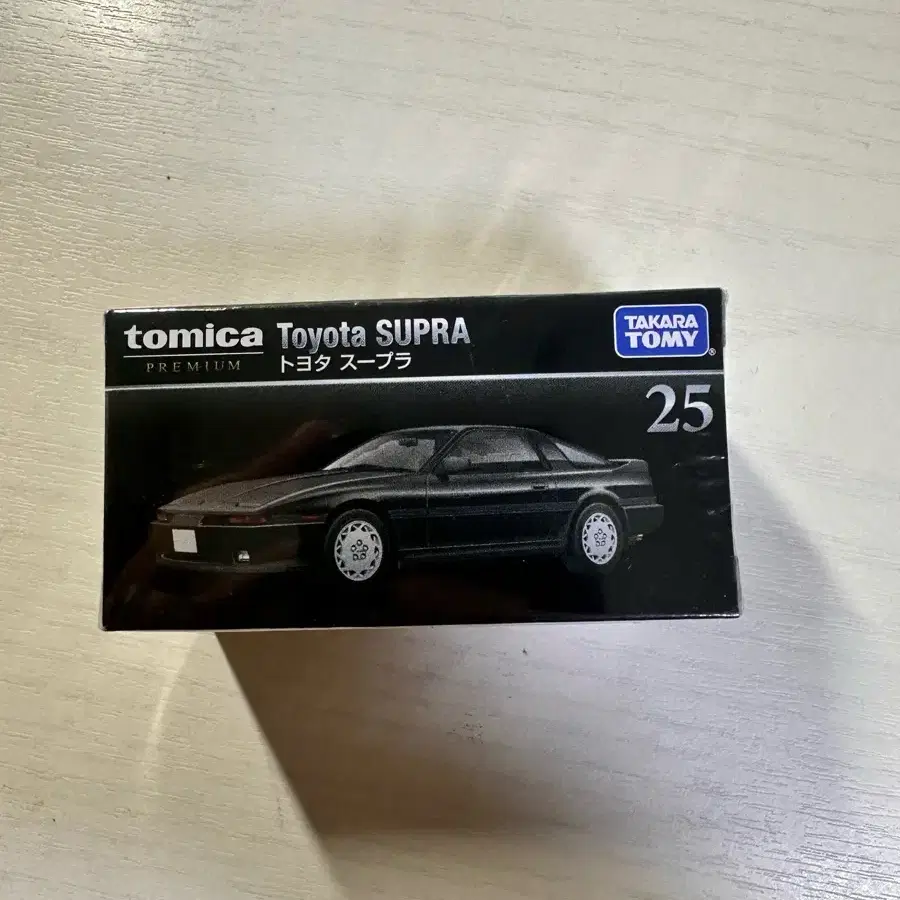 tomica
PREMIUM
Toyota SUPRA
トヨタ スープラ
TAKARA
TOMY®
25